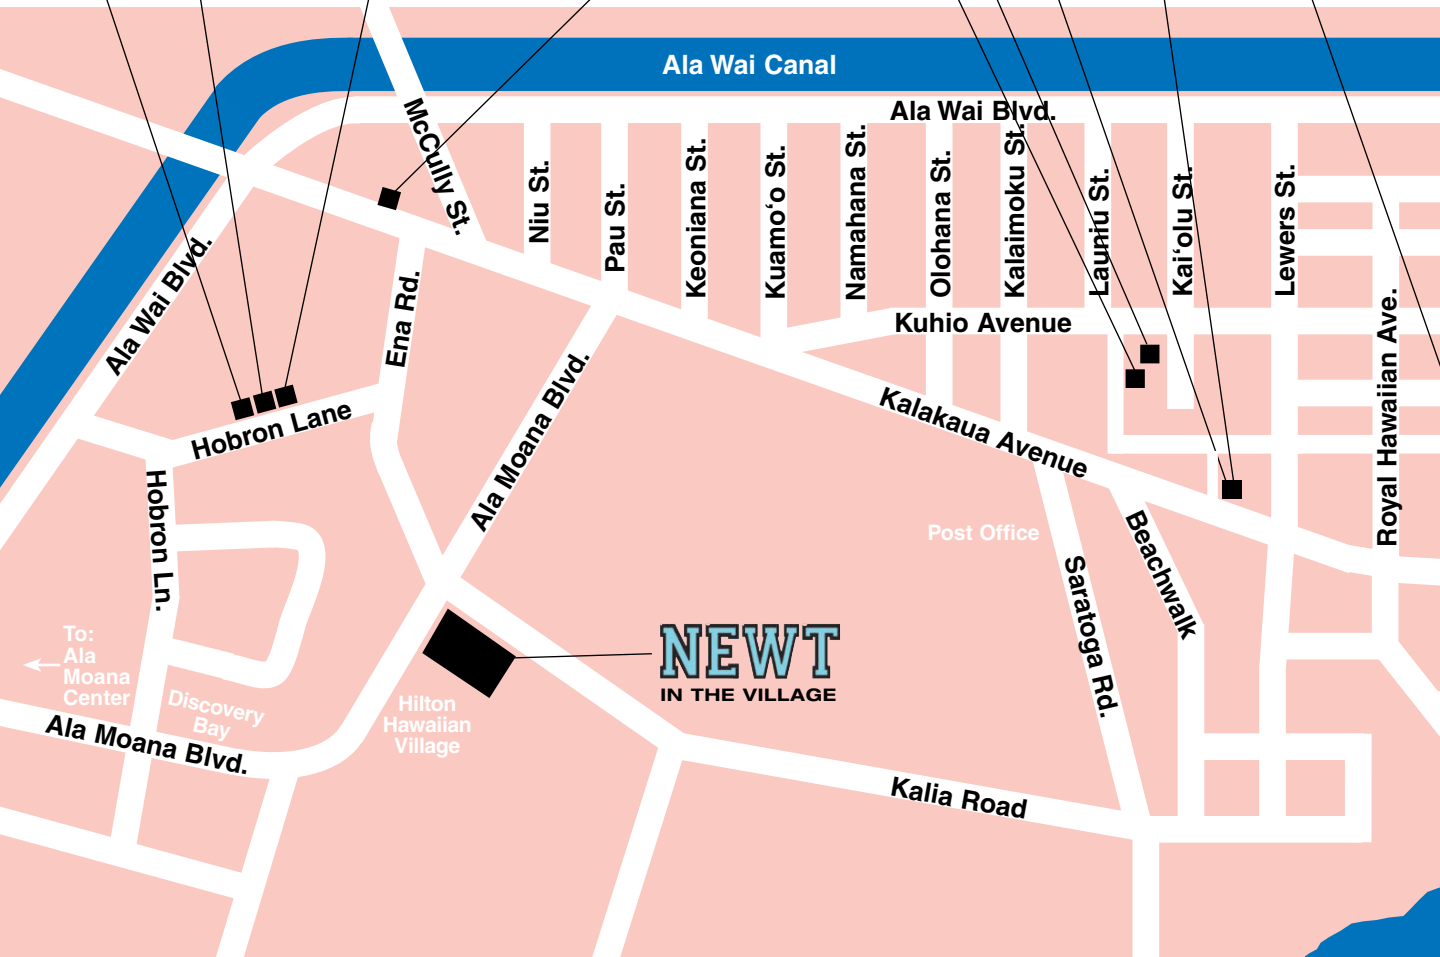 Ala Wai Canal
Ala Wai Blvd.
McCully St.
Niu St.
Pau St.
Keoniana St.
Kuamo‘o St.
Namahana St.
Olohana St.
Kalaimoku St.
Launiu St.
Kai‘olu St.
Lewers St.
Ala Wai Blvd.
Ena Rd.
Kuhio Avenue
Royal Hawaiian Ave.
Hobron Lane
Ala Moana Blvd.
Kalakaua Avenue
Hobron Ln.
Post Office
Beachwalk
Saratoga Rd.
To:
Ala
Moana
Center
Discovery
Bay
Hilton
Hawaiian
Village
NEWT
IN THE VILLAGE
Ala Moana Blvd.
Kalia Road